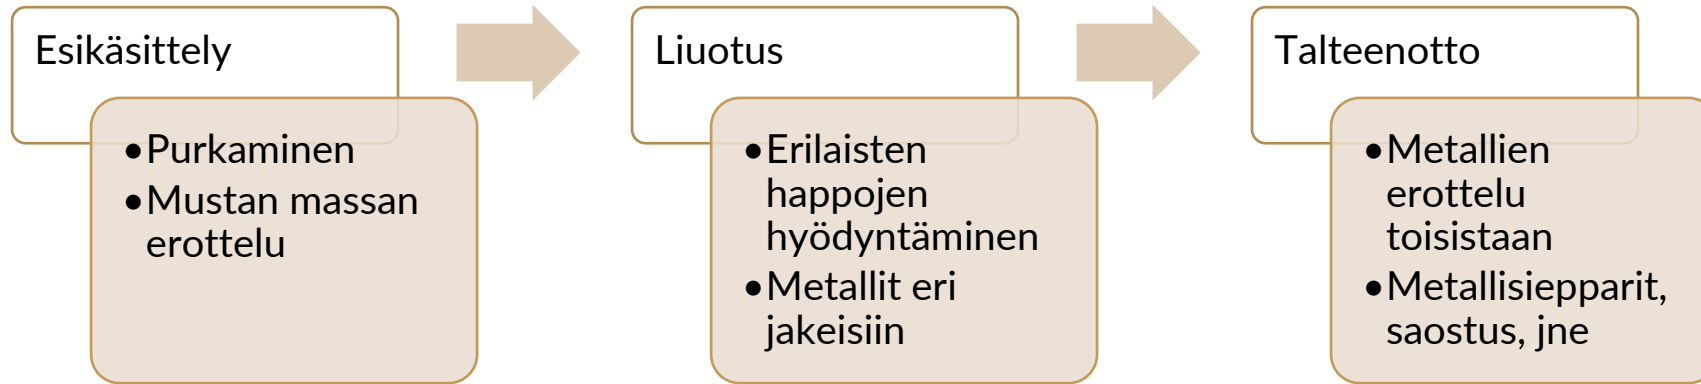 Esikäsittely
•Purkaminen
•Mustan massan
erottelu
Liuotus
•Erilaisten
happojen
hyödyntäminen
•Metallit eri
jakeisiin
Talteenotto
•Metallien
erottelu
toisistaan
•Metallisiepparit,
saostus, jne